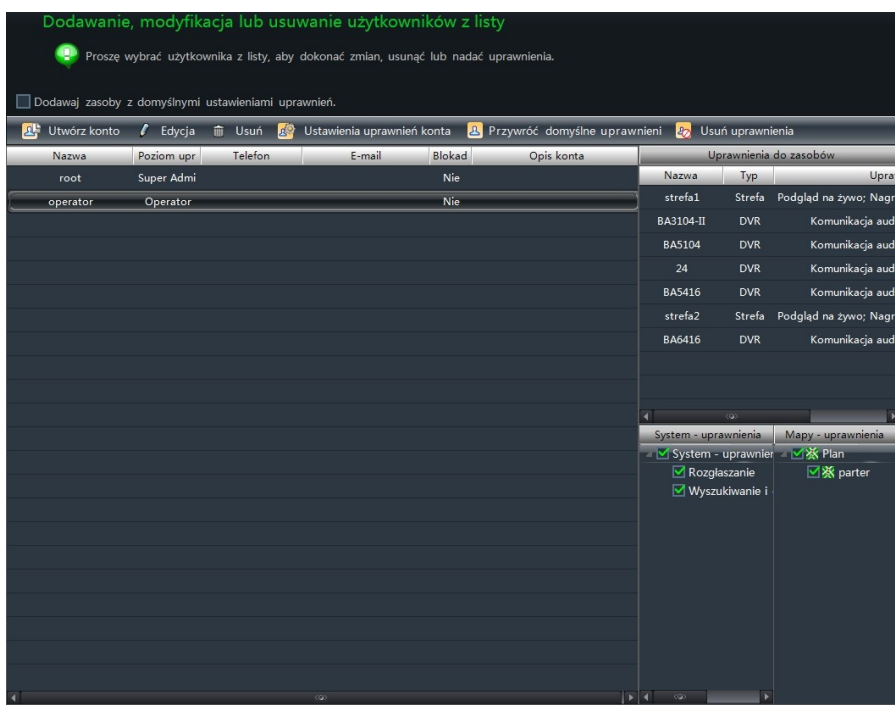 Dodawanie, modyfikacja lub usuwanie użytkowników z listy
Proszę wybrać użytkownika z listy, aby dokonać zmian, usunąć lub nadać uprawnienia.
Dodawaj zasoby z domyślnymi ustawieniami uprawnień.
Utwórz konto Edycja Usuń Ustawienia uprawnień konta Przywróć domyślne uprawnieni Usuń uprawnienia
Nazwa Poziom upr Telefon E-mail Blokad Opis konta
root Super Admi Nie
operator Operator Nie
Uprawnienia do zasobów
Nazwa Typ Upra
strefa1 Strefa Podgląd na żywo; Nagr
BA3104-II DVR Komunikacja aud
BA5104 DVR Komunikacja aud
24 DVR Komunikacja aud
BA5416 DVR Komunikacja aud
strefa2 Strefa Podgląd na żywo; Nagr
BA6416 DVR Komunikacja aud
System - uprawnienia
System - uprawnier
Rozgłaszanie
Wyszukiwanie i
Mapy - uprawnienia
Plan
parter